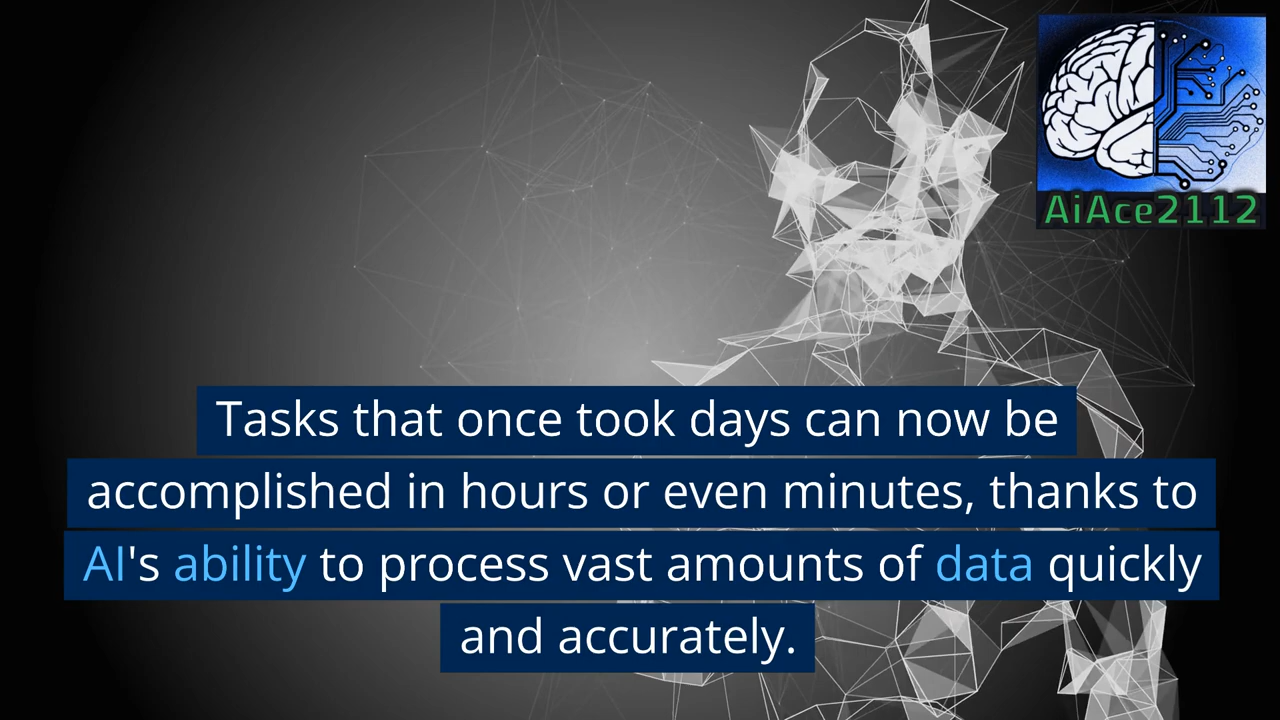 AiAce2112
Tasks that once took days can now be
accomplished in hours or even minutes, thanks to
AI's ability to process vast amounts of data quickly
and accurately.